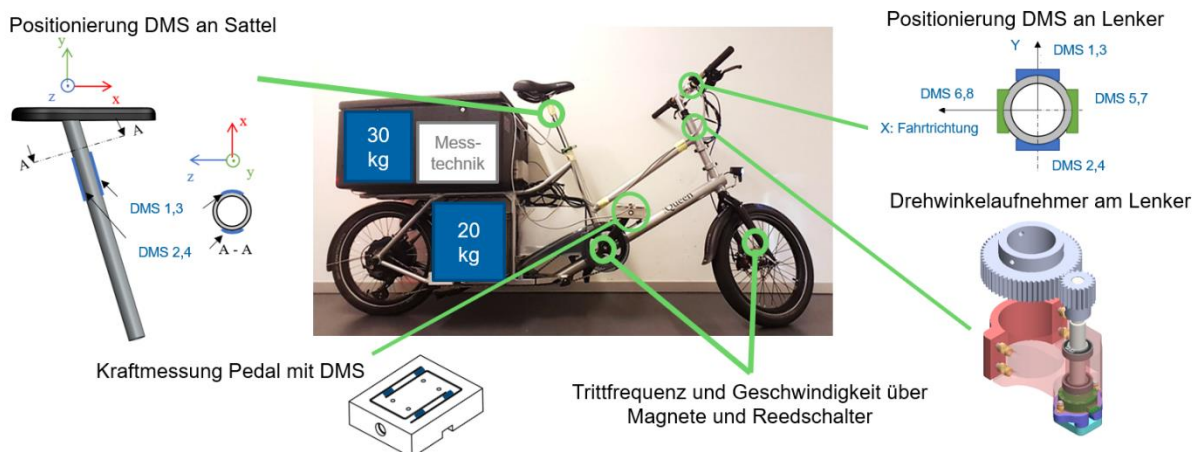 Positionierung DMS an Sattel
y
x
z
A
A
x
z
y
DMS 1,3
DMS 2,4
A - A
30
kg
Mess-
technik
20
kg
Queen
Positionierung DMS an Lenker
Y
DMS 1,3
DMS 6,8
DMS 5,7
X: Fahrtrichtung
DMS 2,4
Drehwinkelaufnehmer am Lenker
Kraftmessung Pedal mit DMS
Trittfrequenz und Geschwindigkeit über
Magnete und Reedschalter